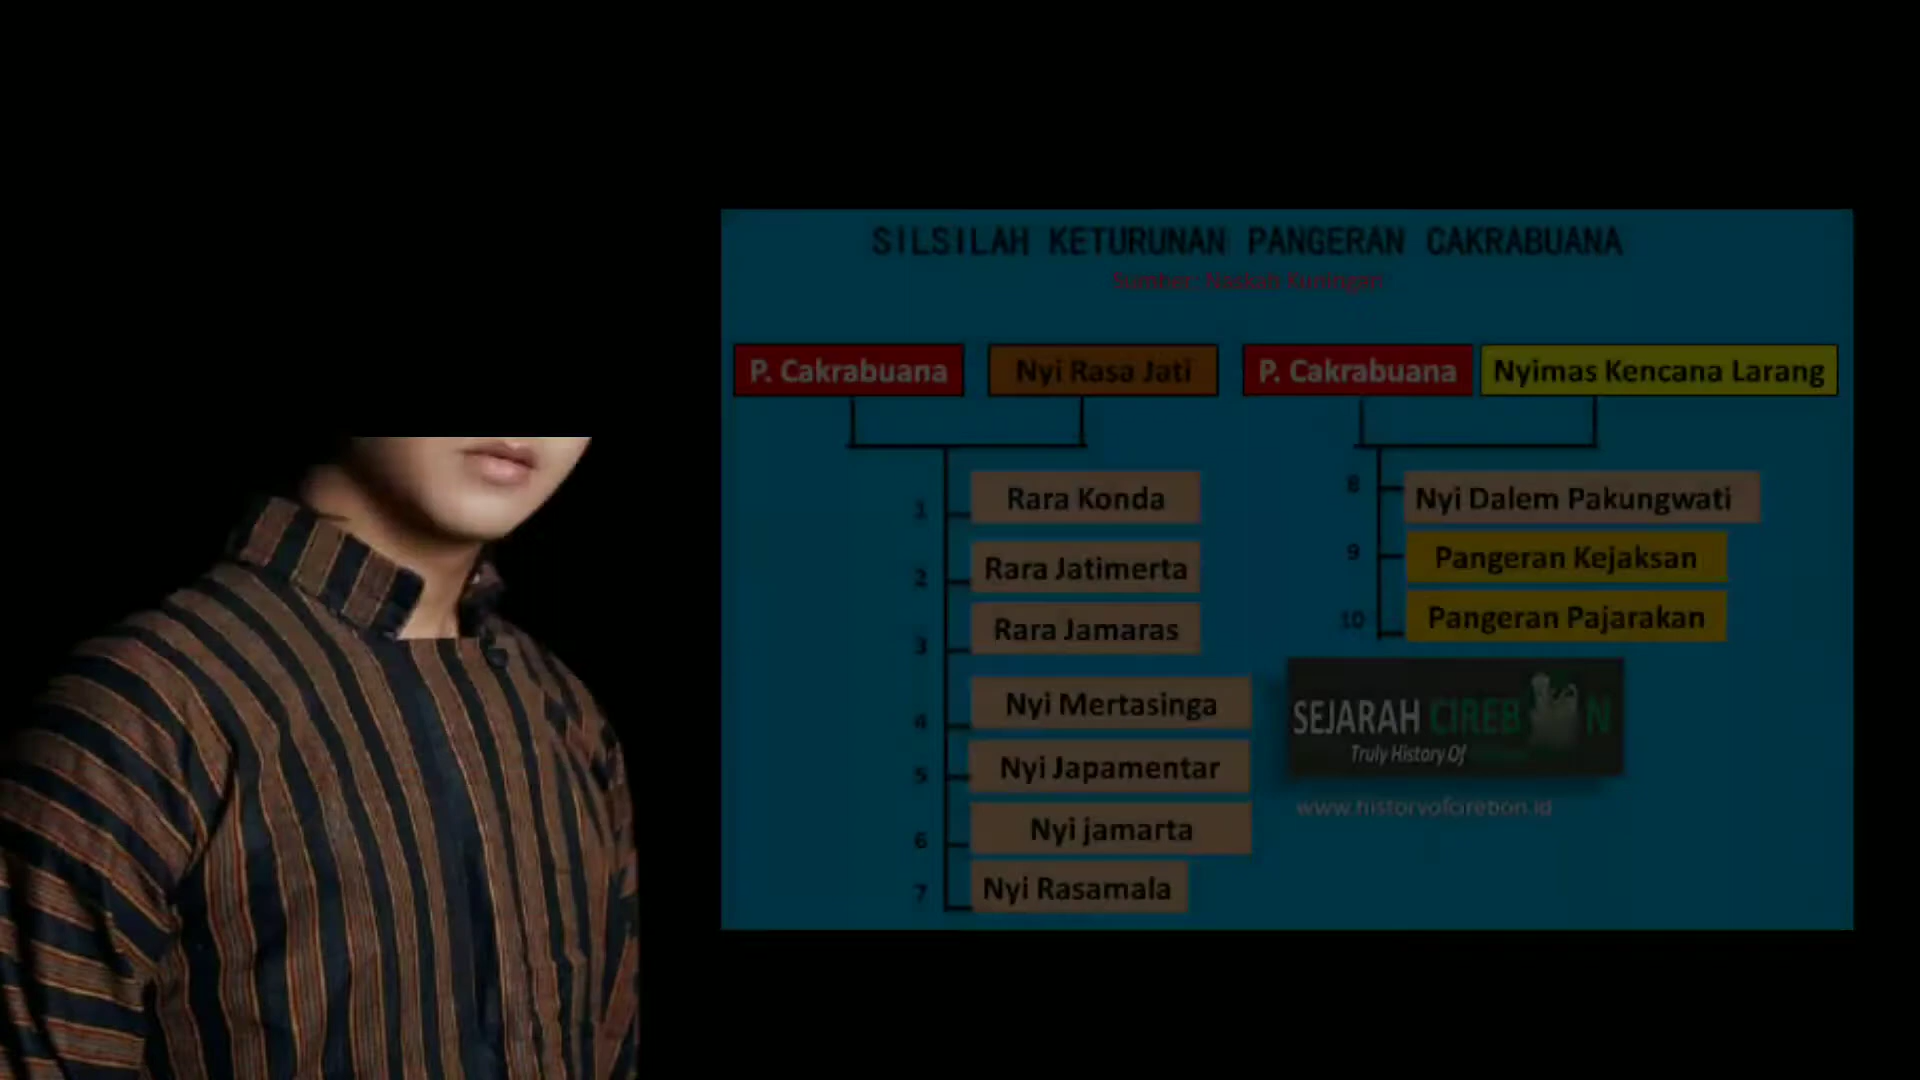 SILSILAH KETURUNAN PANGERAN CAKRABUANA
Sumber: Naskah Kuningan
P. Cakrabuana
Nyi Rasa Jati
1 Rara Konda
2 Rara Jatimerta
3 Rara Jamaras
4 Nyi Mertasinga
5 Nyi Japamentar
6 Nyi jamarta
7 Nyi Rasamala
P. Cakrabuana
Nyimas Kencana Larang
8 Nyi Dalem Pakungwati
9 Pangeran Kejaksan
10 Pangeran Pajarakan
SEJARAH CIREB N
Truly History Of
www.historyofcirebon.id